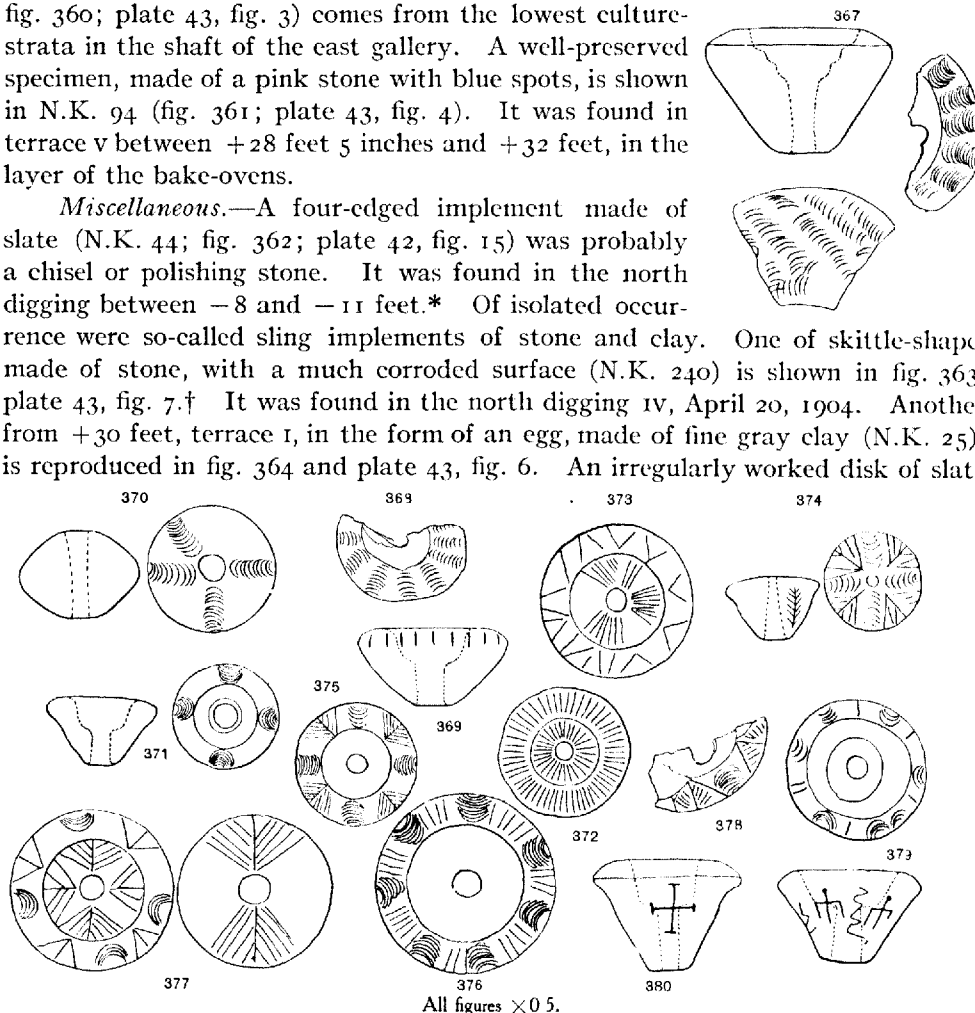 fig. 360; plate 43, fig. 3) comes from the lowest culture-
strata in the shaft of the east gallery. A well-preserved
specimen, made of a pink stone with blue spots, is shown
in N.K. 94 (fig. 361; plate 43, fig. 4). It was found in
terrace v between +28 feet 5 inches and +32 feet, in the
layer of the bake-ovens.
Miscellaneous.—A four-edged implement made of
slate (N.K. 44; fig. 362; plate 42, fig. 15) was probably
a chisel or polishing stone. It was found in the north
digging between −8 and −11 feet.* Of isolated occur-
rence were so-called sling implements of stone and clay. One of skittle-shape
made of stone, with a much corroded surface (N.K. 240) is shown in fig. 363
plate 43, fig. 7.† It was found in the north digging IV, April 20, 1904. Anothe
from +30 feet, terrace I, in the form of an egg, made of fine gray clay (N.K. 25)
is reproduced in fig. 364 and plate 43, fig. 6. An irregularly worked disk of slat
367
370
368
373
374
371
375
369
372
378
379
377
376
380
All figures ×0 5.